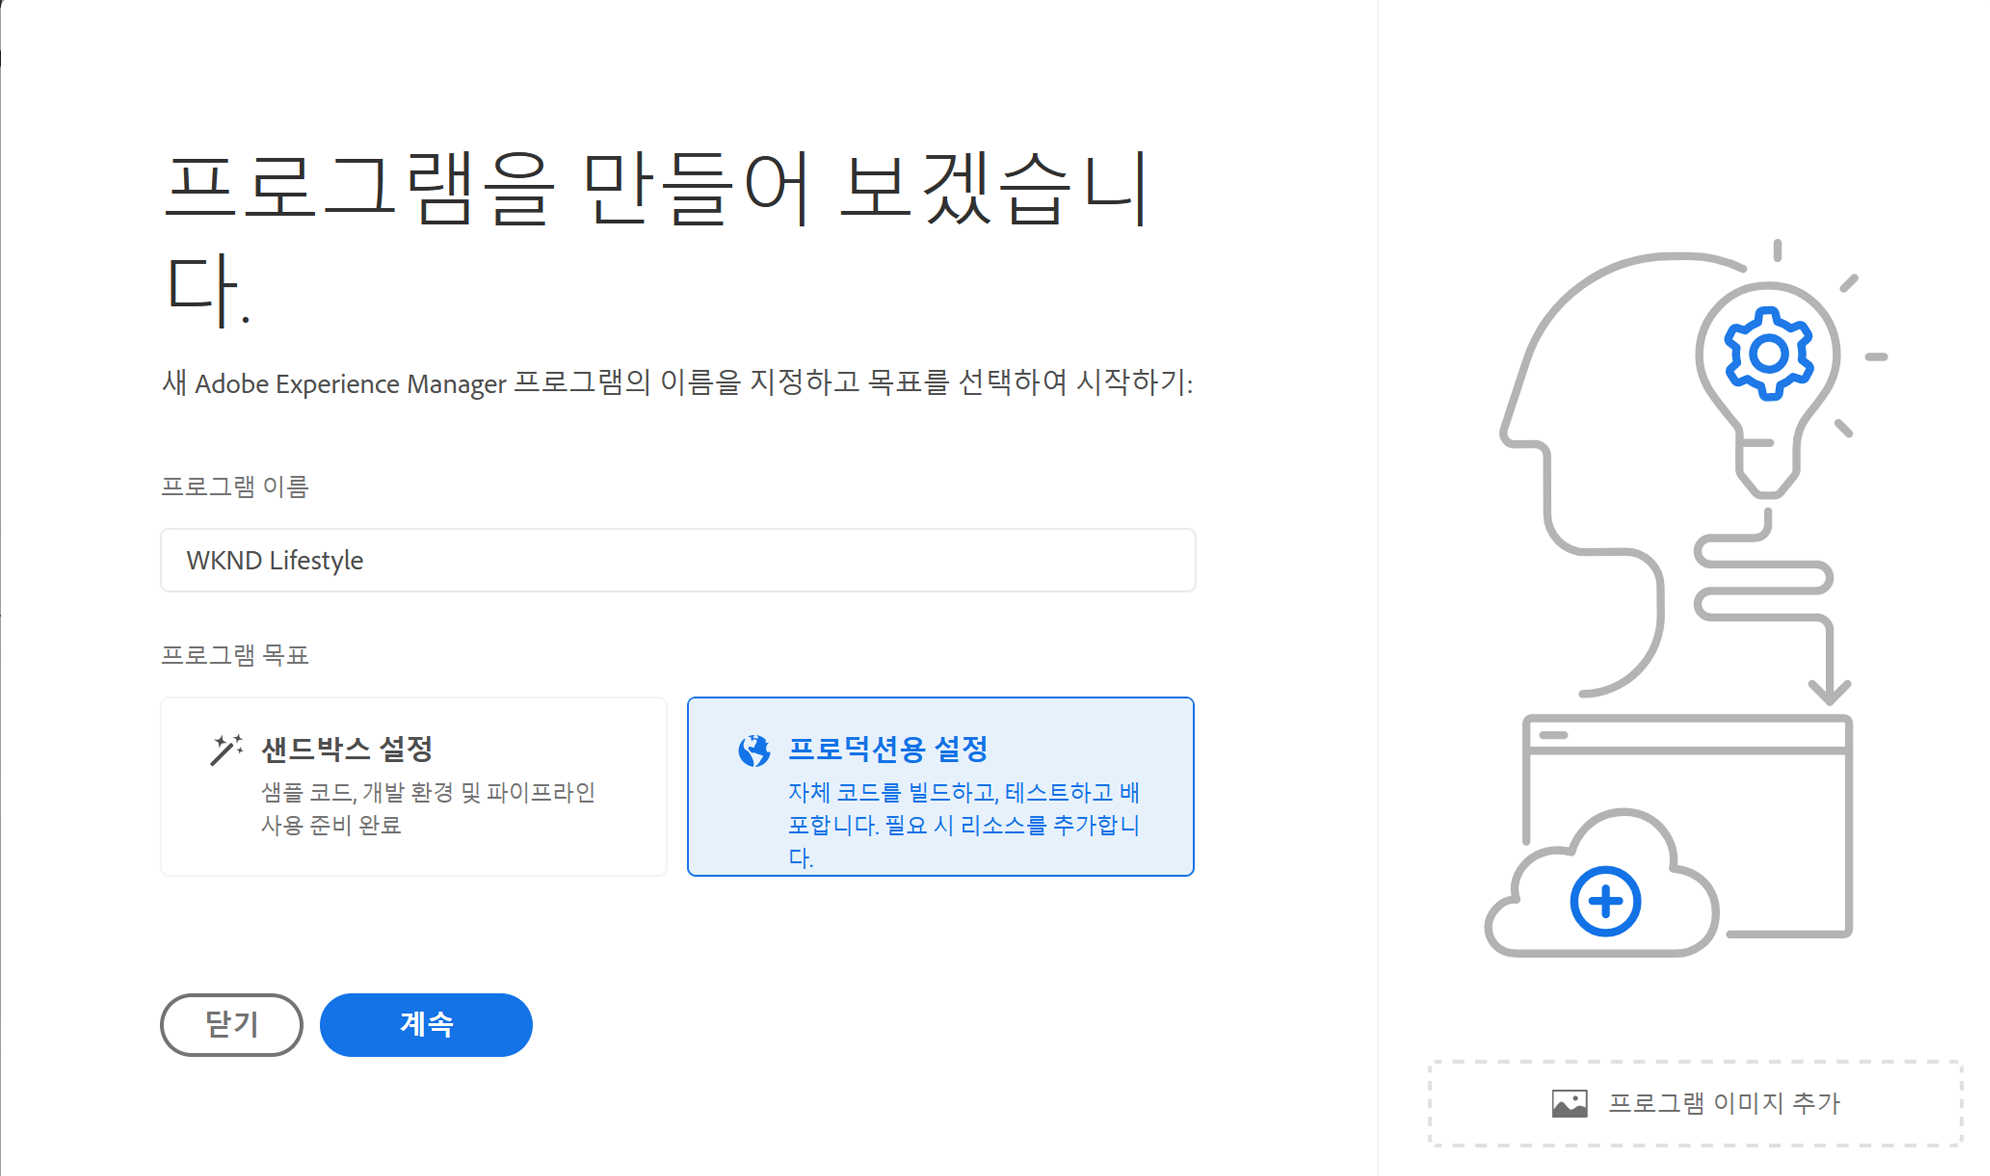 프로그램을 만들어 보겠습니
다.
새 Adobe Experience Manager 프로그램의 이름을 지정하고 목표를 선택하여 시작하기:
프로그램 이름
WKND Lifestyle
프로그램 목표
샌드박스 설정
샘플 코드, 개발 환경 및 파이프라인
사용 준비 완료
프로덕션용 설정
자체 코드를 빌드하고, 테스트하고 배
포합니다. 필요 시 리소스를 추가합니
다.
닫기
계속
프로그램 이미지 추가